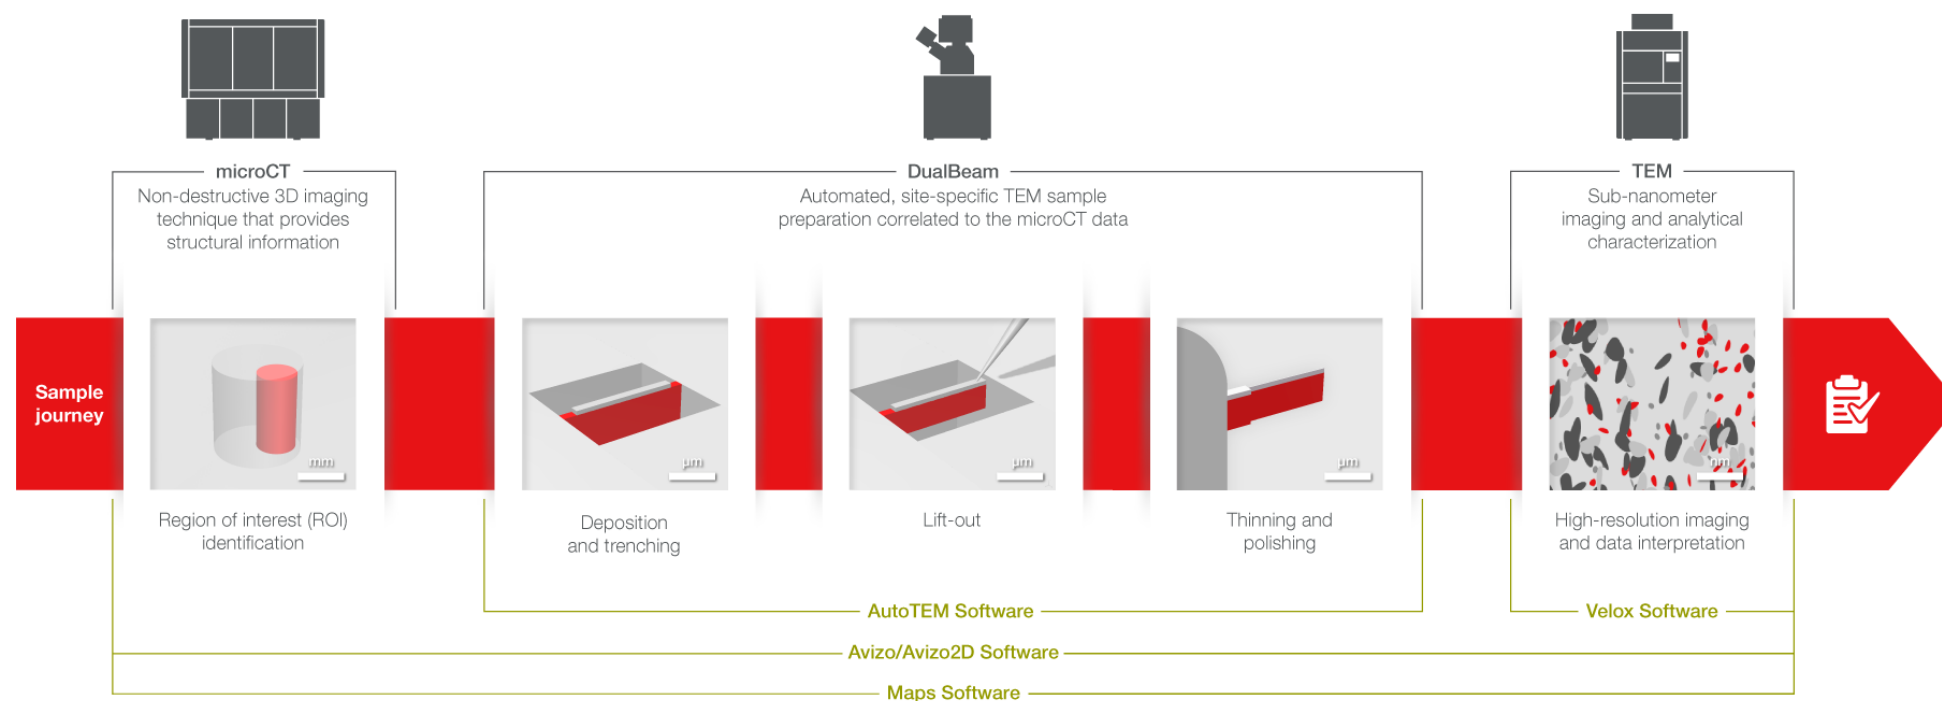 microCT
Non-destructive 3D imaging
technique that provides
structural information
DualBeam
Automated, site-specific TEM sample
preparation correlated to the microCT data
TEM
Sub-nanometer
imaging and analytical
characterization
Sample
journey
mm
µm
µm
µm
nm
Region of interest (ROI)
identification
Deposition
and trenching
Lift-out
Thinning and
polishing
High-resolution imaging
and data interpretation
AutoTEM Software
Velox Software
Avizo/Avizo2D Software
Maps Software